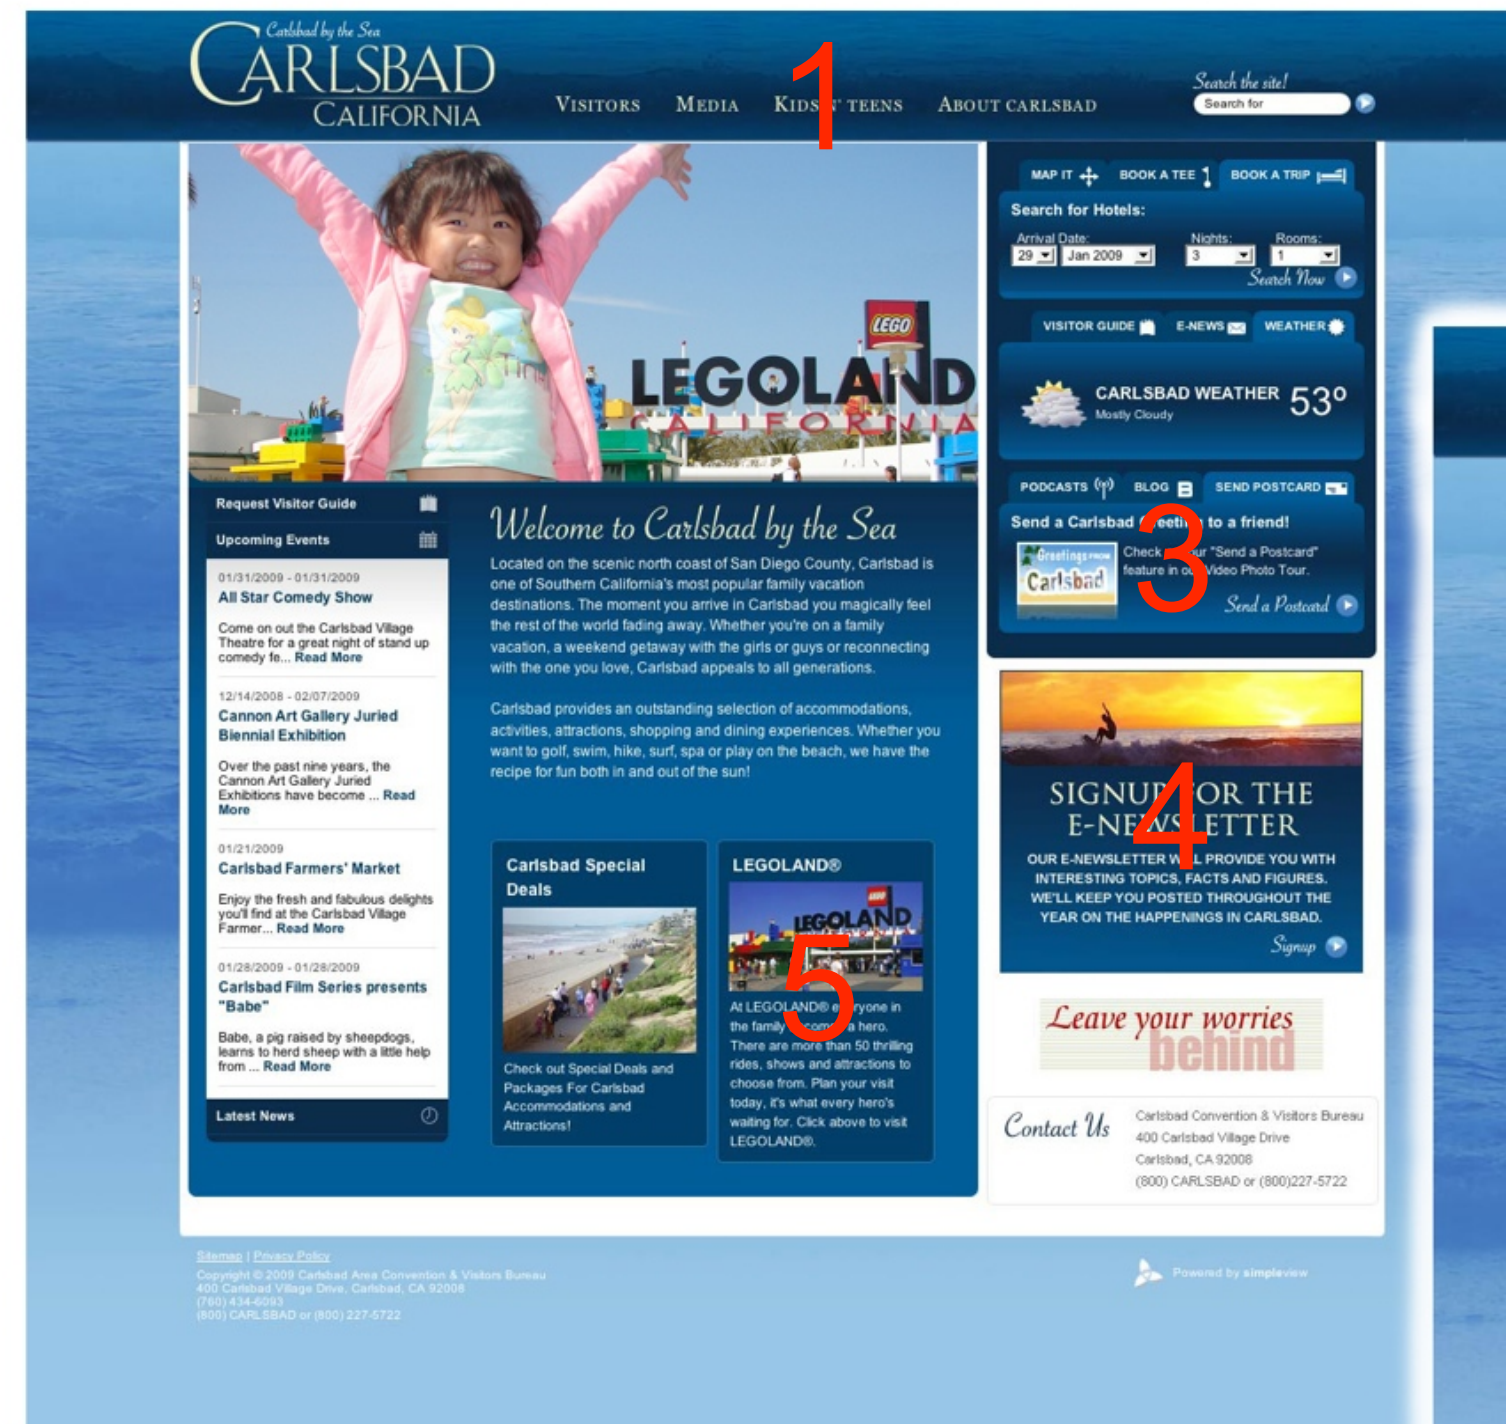 Carlsbad by the Sea
CARLSBAD
CALIFORNIA
VISITORS MEDIA KIDS N' TEENS ABOUT CARLSBAD
1
Search the site!
Search for
LEGO
LEGOLAND
CALIFORNIA
MAP IT BOOK A TEE BOOK A TRIP
Search for Hotels:
Arrival Date: Nights: Rooms:
29 Jan 2009 3 1
Search Now
VISITOR GUIDE E-NEWS WEATHER
CARLSBAD WEATHER 53º
Mostly Cloudy
PODCASTS BLOG SEND POSTCARD
Send a Carlsbad Greeting to a friend!
Greetings FROM
Carlsbad
Check our "Send a Postcard"
feature in our Video Photo Tour.
Send a Postcard
3
SIGNUP FOR THE
E-NEWSLETTER
OUR E-NEWSLETTER WILL PROVIDE YOU WITH
INTERESTING TOPICS, FACTS AND FIGURES.
WE'LL KEEP YOU POSTED THROUGHOUT THE
YEAR ON THE HAPPENINGS IN CARLSBAD.
Signup
4
Leave your worries
behind
Contact Us
Carlsbad Convention & Visitors Bureau
400 Carlsbad Village Drive
Carlsbad, CA 92008
(800) CARLSBAD or (800)227-5722
Request Visitor Guide
Upcoming Events
01/31/2009 - 01/31/2009
All Star Comedy Show
Come on out the Carlsbad Village
Theatre for a great night of stand up
comedy fe... Read More
12/14/2008 - 02/07/2009
Cannon Art Gallery Juried
Biennial Exhibition
Over the past nine years, the
Cannon Art Gallery Juried
Exhibitions have become ... Read
More
01/21/2009
Carlsbad Farmers' Market
Enjoy the fresh and fabulous delights
you'll find at the Carlsbad Village
Farmer... Read More
01/28/2009 - 01/28/2009
Carlsbad Film Series presents
"Babe"
Babe, a pig raised by sheepdogs,
learns to herd sheep with a little help
from ... Read More
Latest News
Welcome to Carlsbad by the Sea
Located on the scenic north coast of San Diego County, Carlsbad is
one of Southern California's most popular family vacation
destinations. The moment you arrive in Carlsbad you magically feel
the rest of the world fading away. Whether you're on a family
vacation, a weekend getaway with the girls or guys or reconnecting
with the one you love, Carlsbad appeals to all generations.
Carlsbad provides an outstanding selection of accommodations,
activities, attractions, shopping and dining experiences. Whether you
want to golf, swim, hike, surf, spa or play on the beach, we have the
recipe for fun both in and out of the sun!
Carlsbad Special
Deals
Check out Special Deals and
Packages For Carlsbad
Accommodations and
Attractions!
LEGOLAND®
LEGO
LEGOLAND
5
At LEGOLAND® everyone in
the family becomes a hero.
There are more than 50 thrilling
rides, shows and attractions to
choose from. Plan your visit
today, it's what every hero's
waiting for. Click above to visit
LEGOLAND®.
Sitemap | Privacy Policy
Copyright © 2009 Carlsbad Area Convention & Visitors Bureau
400 Carlsbad Village Drive, Carlsbad, CA 92008
(760) 434-6093
(800) CARLSBAD or (800) 227-5722
Powered by simpleview